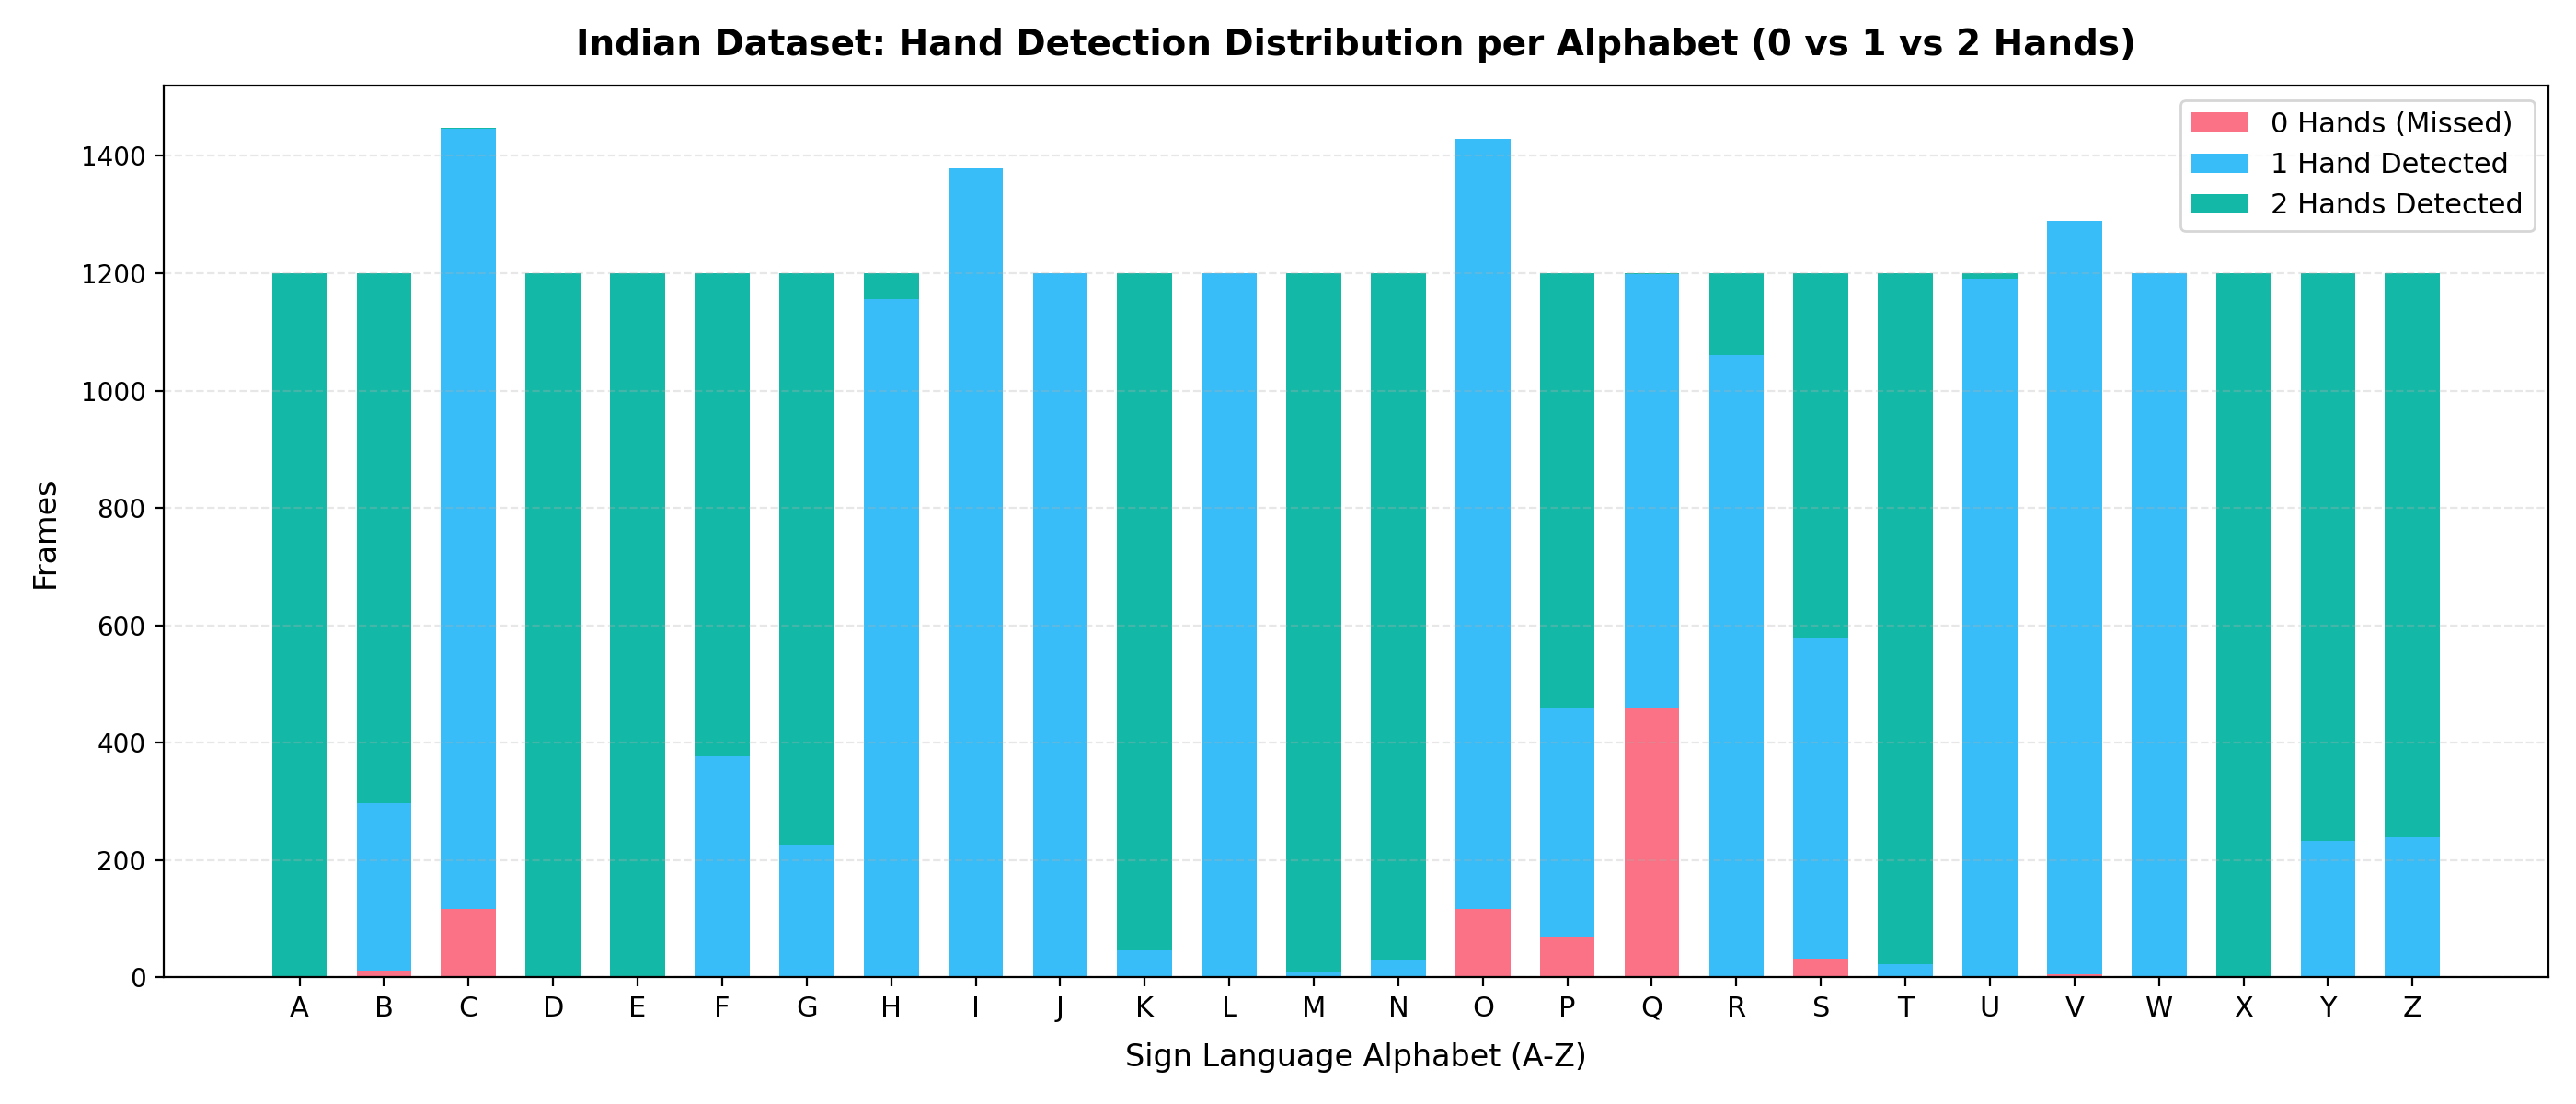 Indian Dataset: Hand Detection Distribution per Alphabet (0 vs 1 vs 2 Hands)
0 Hands (Missed)
1 Hand Detected
2 Hands Detected
1400
1200
1000
800
600
400
200
0
Frames
A B C D E F G H I J K L M N O P Q R S T U V W X Y Z
Sign Language Alphabet (A-Z)